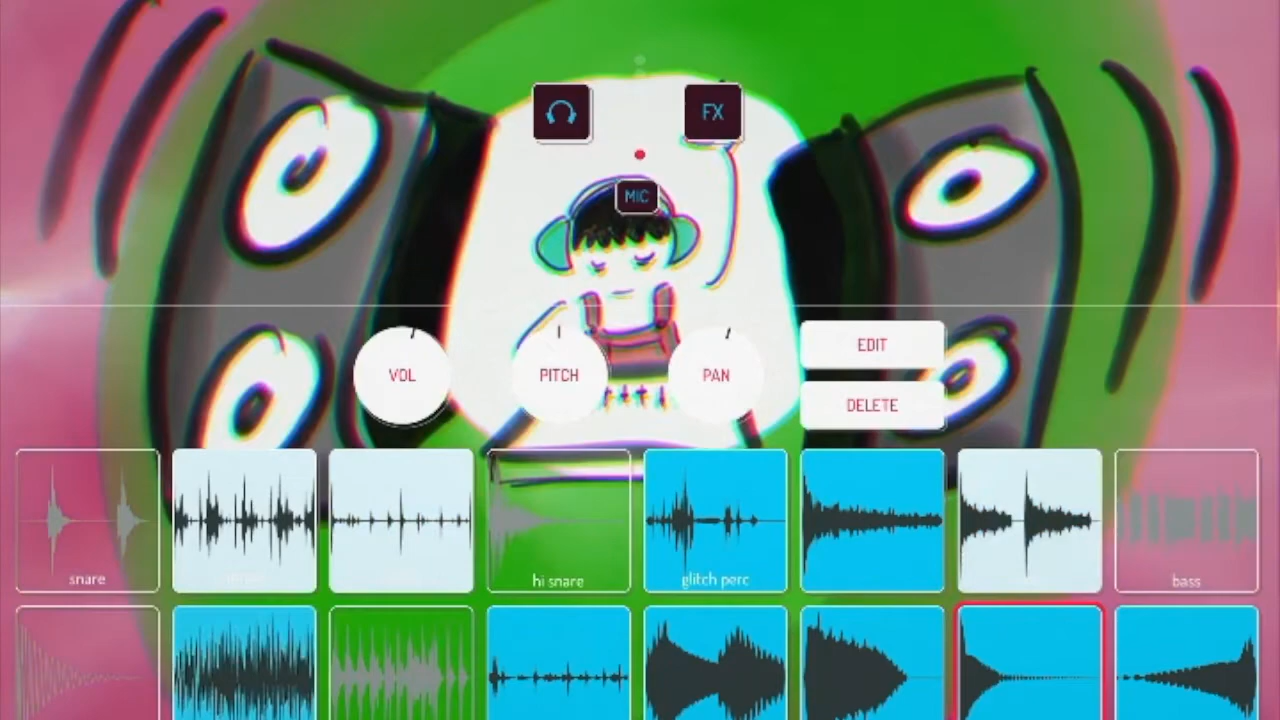 FX
MIC
VOL
PITCH
PAN
EDIT
DELETE
snare
hi snare
glitch perc
bass